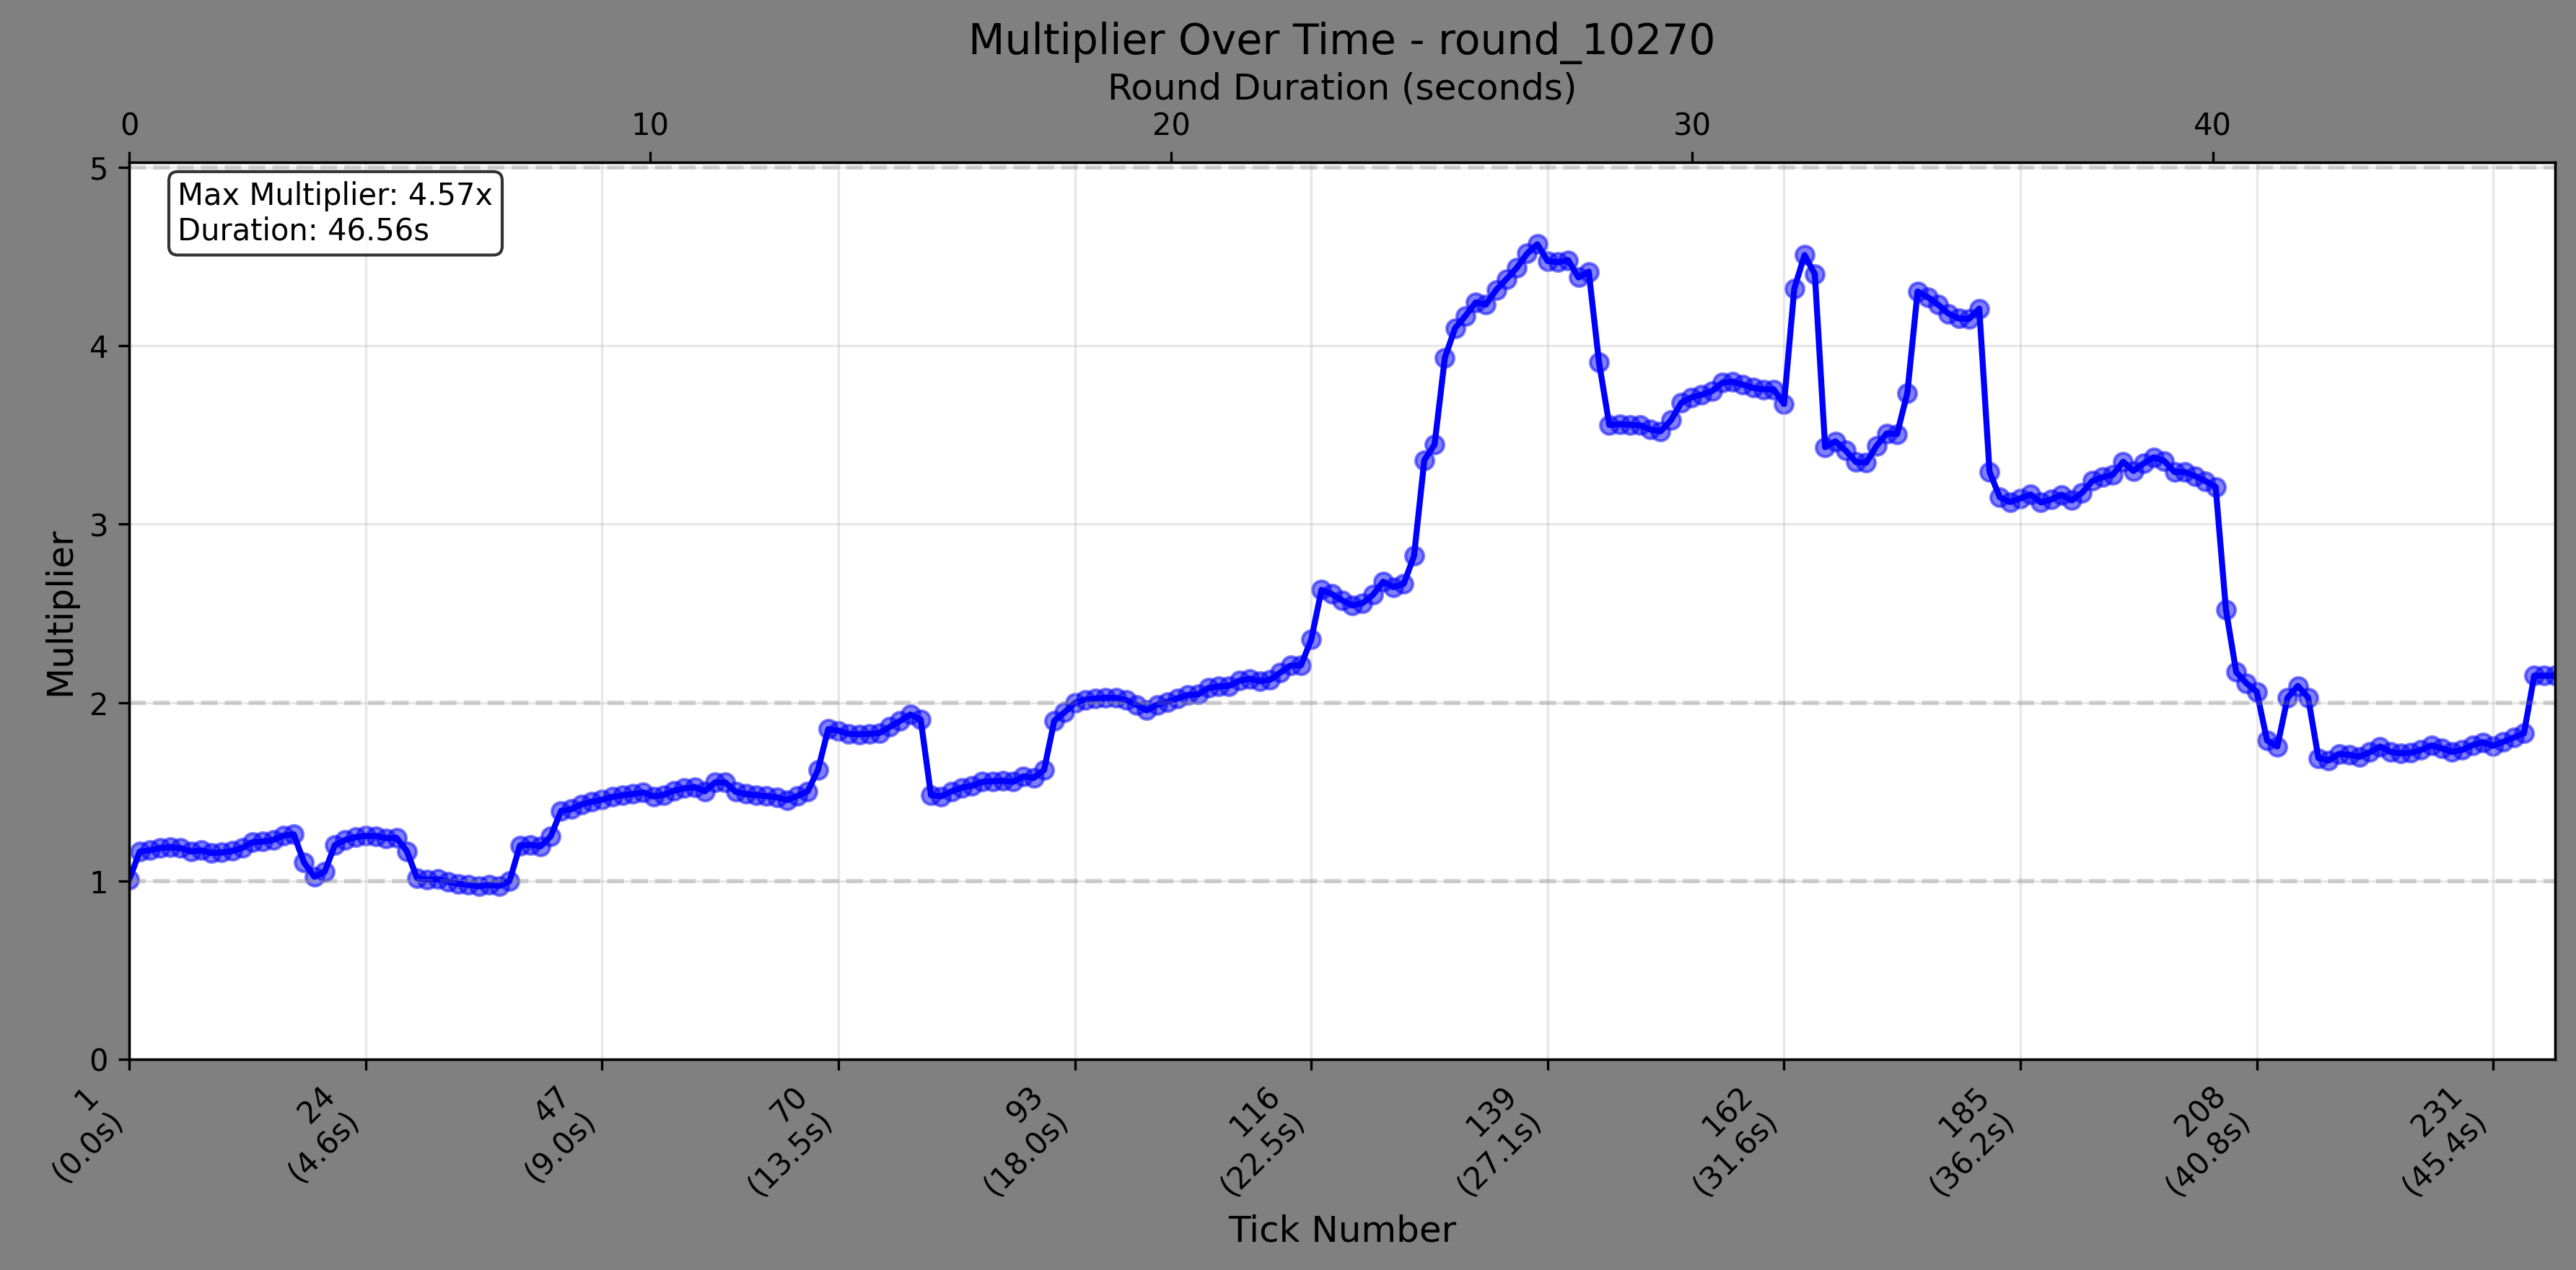 Multiplier Over Time - round_10270
Round Duration (seconds)
0 10 20 30 40
Max Multiplier: 4.57x
Duration: 46.56s
Multiplier
5
4
3
2
1
0
1
(0.0s)
24
(4.6s)
47
(9.0s)
70
(13.5s)
93
(18.0s)
116
(22.5s)
139
(27.1s)
162
(31.6s)
185
(36.2s)
208
(40.8s)
231
(45.4s)
Tick Number